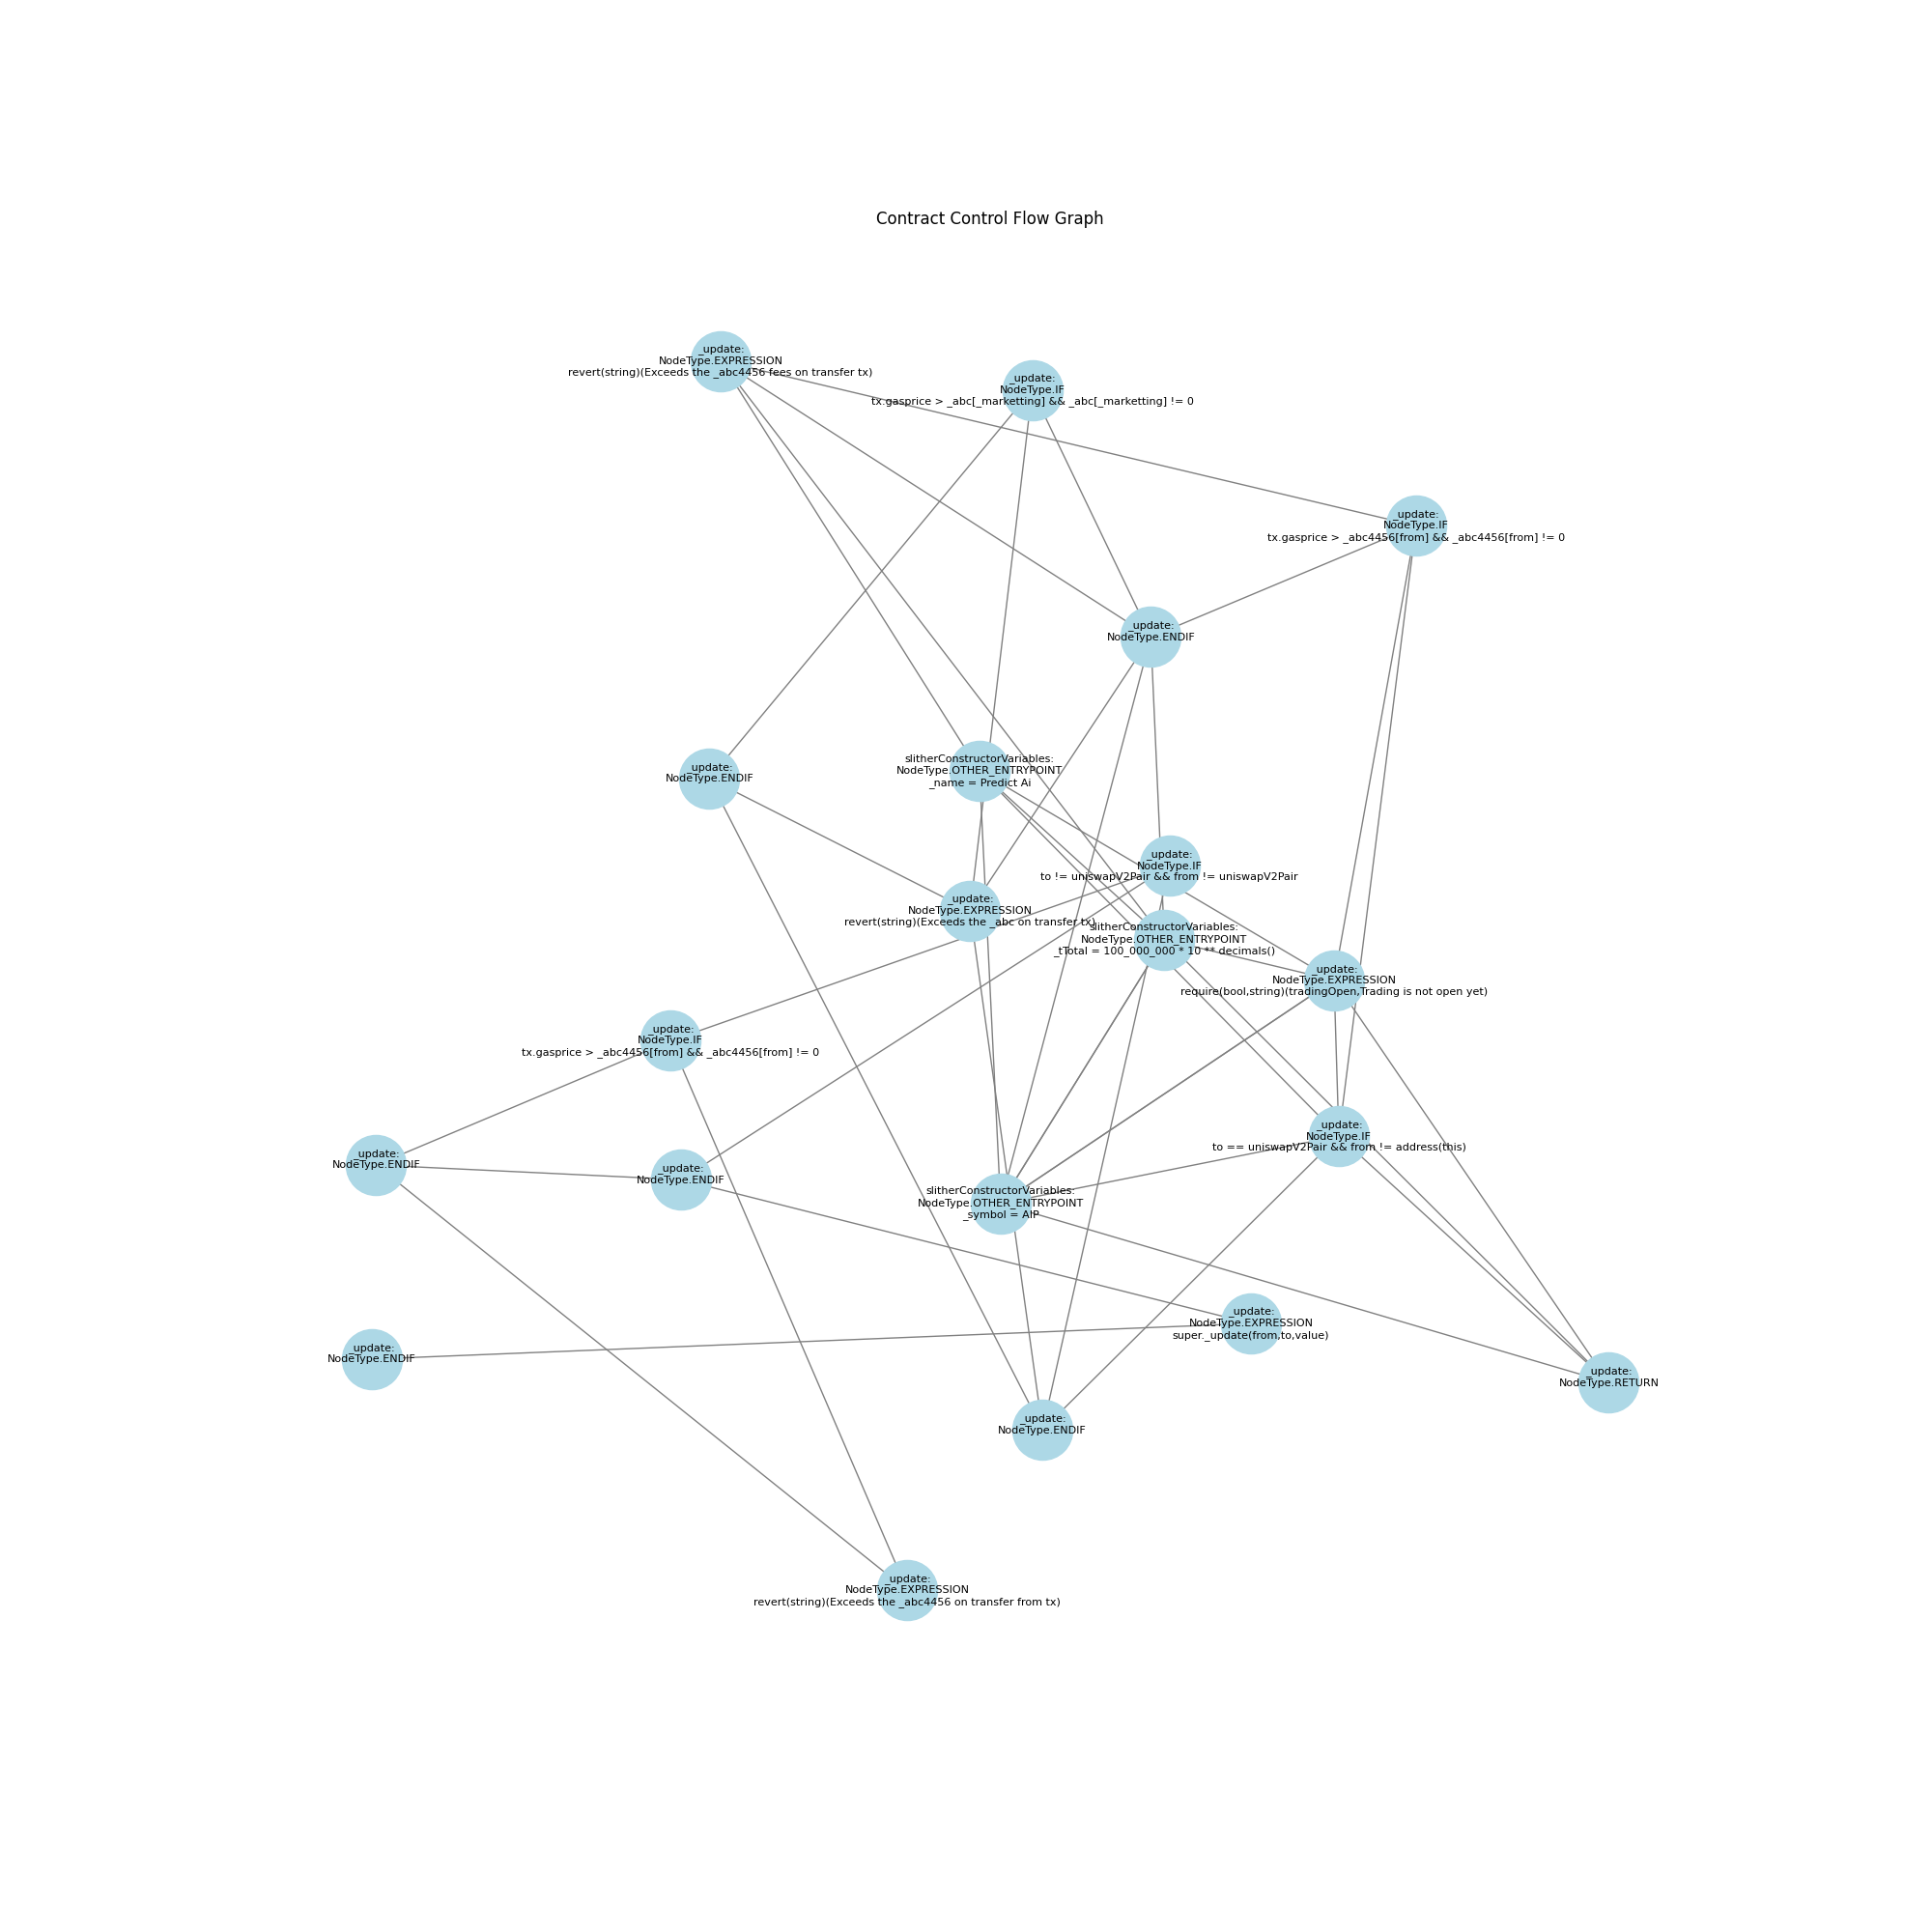 Contract Control Flow Graph
_update:
NodeType.EXPRESSION
revert(string)(Exceeds the _abc4456 fees on transfer tx)
_update:
NodeType.IF
tx.gasprice > _abc[_marketting] && _abc[_marketting] != 0
_update:
NodeType.IF
tx.gasprice > _abc4456[from] && _abc4456[from] != 0
_update:
NodeType.ENDIF
slitherConstructorVariables:
NodeType.OTHER_ENTRYPOINT
_name = Predict Ai
_update:
NodeType.ENDIF
_update:
NodeType.IF
to != uniswapV2Pair && from != uniswapV2Pair
_update:
NodeType.EXPRESSION
revert(string)(Exceeds the _abc on transfer tx)
slitherConstructorVariables:
NodeType.OTHER_ENTRYPOINT
_tTotal = 100_000_000 * 10 ** decimals()
_update:
NodeType.EXPRESSION
require(bool,string)(tradingOpen,Trading is not open yet)
_update:
NodeType.IF
tx.gasprice > _abc4456[from] && _abc4456[from] != 0
_update:
NodeType.IF
to == uniswapV2Pair && from != address(this)
_update:
NodeType.ENDIF
_update:
NodeType.ENDIF
slitherConstructorVariables:
NodeType.OTHER_ENTRYPOINT
_symbol = AIP
_update:
NodeType.EXPRESSION
super._update(from,to,value)
_update:
NodeType.ENDIF
_update:
NodeType.RETURN
_update:
NodeType.ENDIF
_update:
NodeType.EXPRESSION
revert(string)(Exceeds the _abc4456 on transfer from tx)